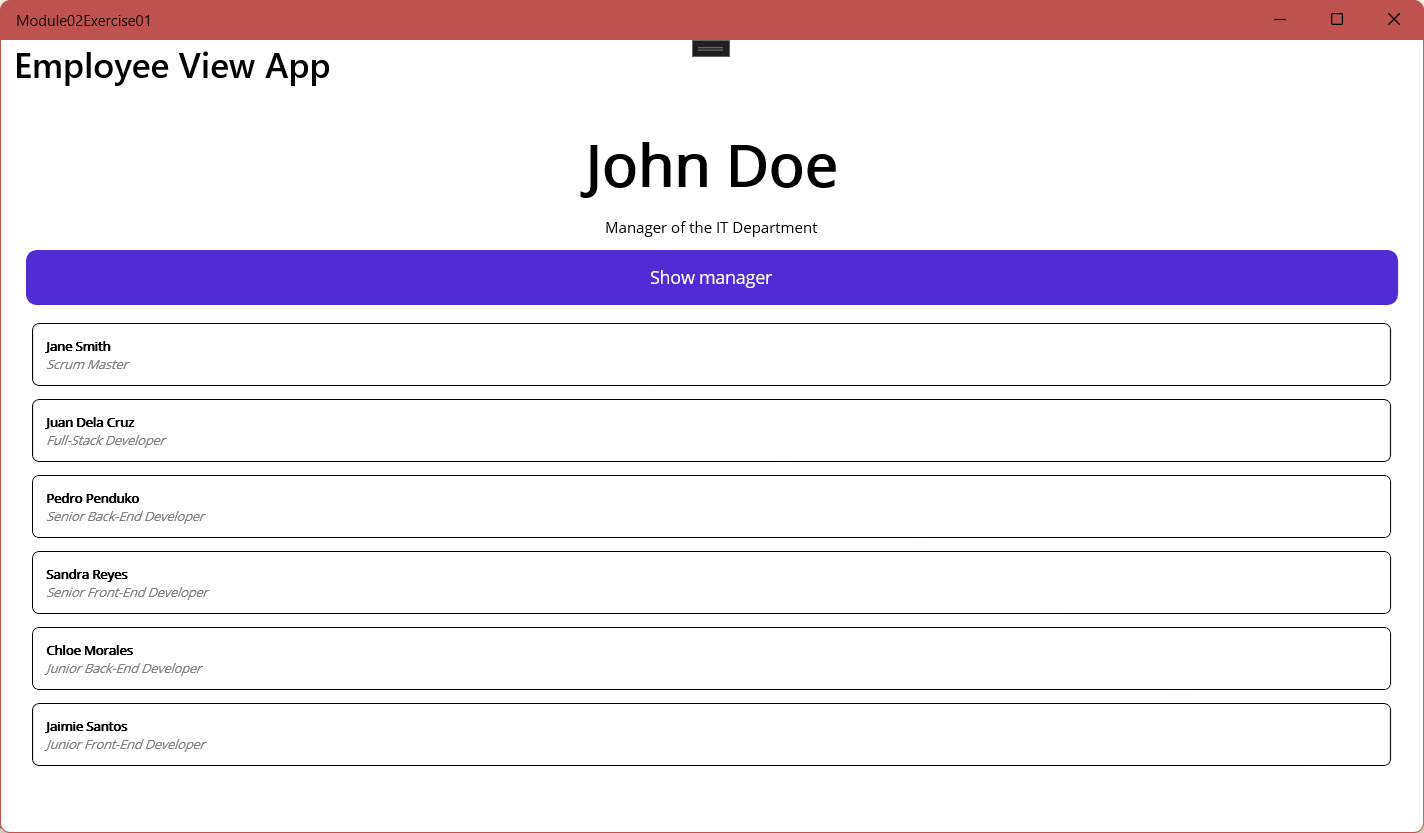 Module02Exercise01
Employee View App
John Doe
Manager of the IT Department
Show manager
Jane Smith
Scrum Master
Juan Dela Cruz
Full-Stack Developer
Pedro Penduko
Senior Back-End Developer
Sandra Reyes
Senior Front-End Developer
Chloe Morales
Junior Back-End Developer
Jaimie Santos
Junior Front-End Developer